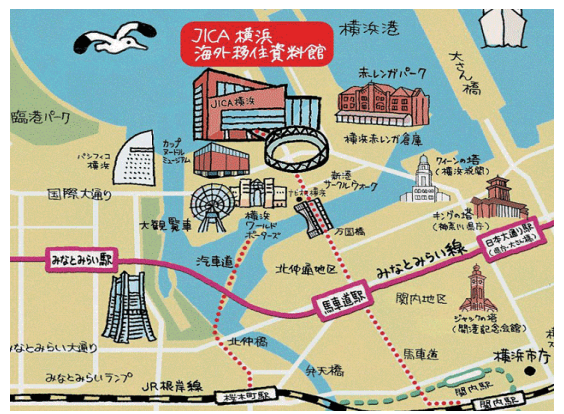 JICA 横浜
海外移住資料館
横浜港
大さん橋
赤レンガパーク
JICA横浜
臨港パーク
横浜赤レンガ倉庫
パシフィコ
横浜
カップ
ヌードル
ミュージアム
クイーンの塔
(横浜税関)
新港
サークルウォーク
国際大通り
キングの塔
(神奈川県庁)
大観覧車
横浜
ワールド
ポーターズ
万国橋
日本大通り駅
(県庁・大さん橋)
みなとみらい線
みなとみらい駅
汽車道
北仲通地区
馬車道駅
関内地区
ジャックの塔
(開港記念会館)
北仲橋
みなとみらい大通り
馬車道
横浜市庁
弁天橋
みなとみらいランプ
JR根岸線
桜木町駅
関内駅
関内駅